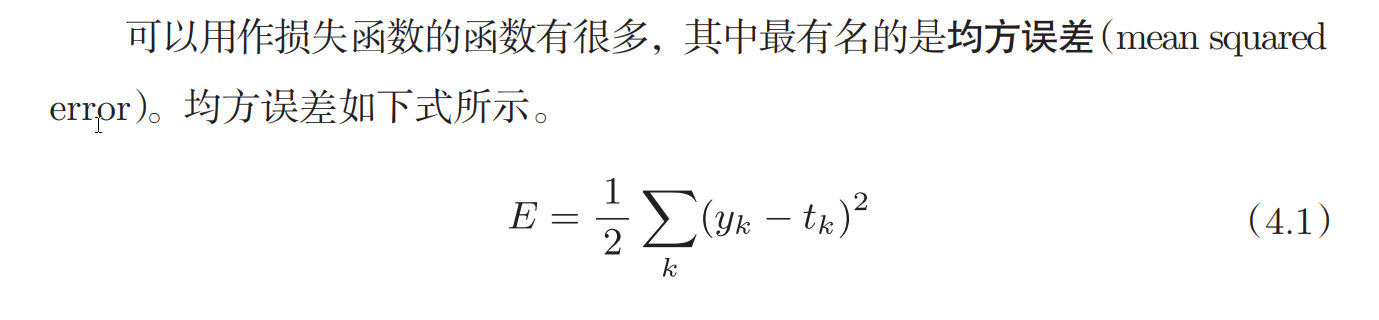 可以用作损失函数的函数有很多，其中最有名的是均方误差（mean squared
error）。均方误差如下式所示。
E = \frac{1}{2} \sum_{k} (y_k - t_k)^2 （4.1）